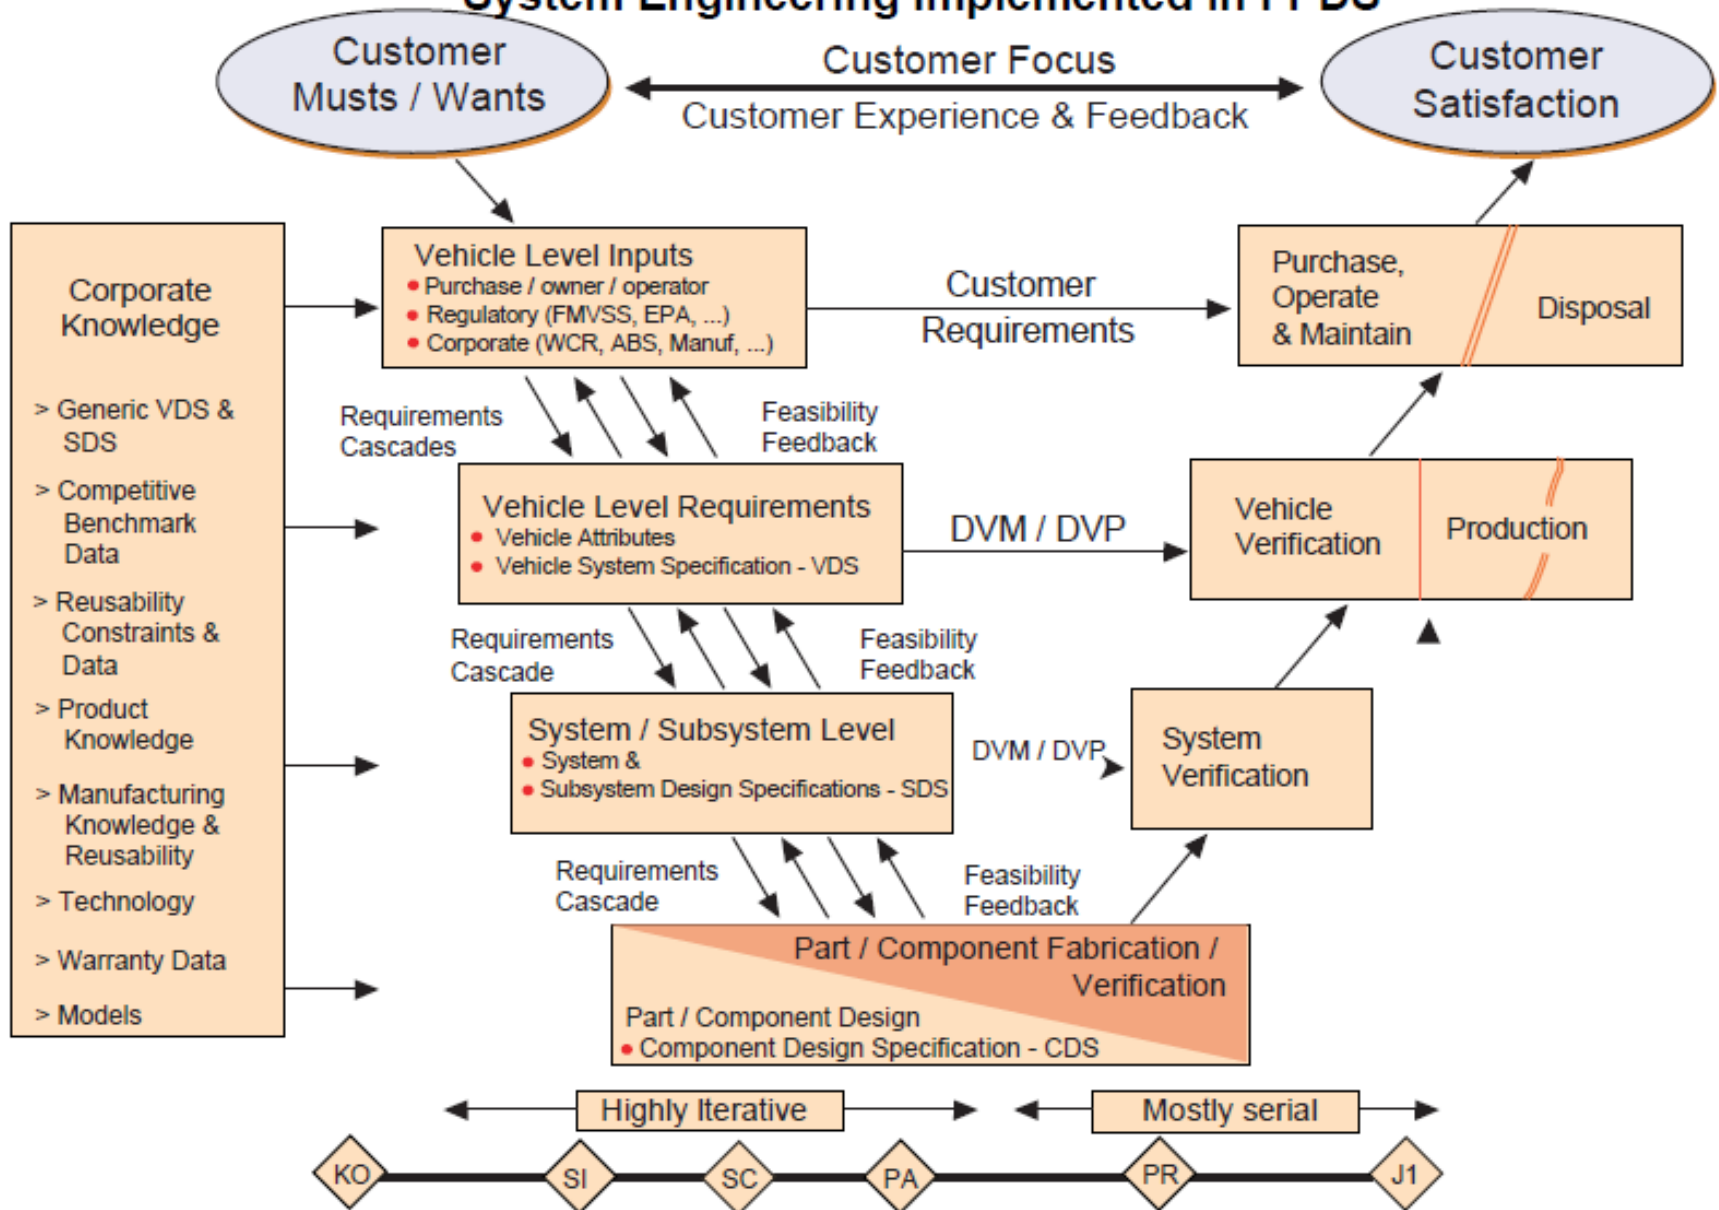 System Engineering Implemented in FPDS
Customer
Musts / Wants
Customer Focus
Customer Experience & Feedback
Customer
Satisfaction
Corporate
Knowledge
> Generic VDS &
SDS
> Competitive
Benchmark
Data
> Reusability
Constraints &
Data
> Product
Knowledge
> Manufacturing
Knowledge &
Reusability
> Technology
> Warranty Data
> Models
Vehicle Level Inputs
• Purchase / owner / operator
• Regulatory (FMVSS, EPA, ...)
• Corporate (WCR, ABS, Manuf, ...)
Customer
Requirements
Purchase,
Operate
& Maintain
Disposal
Requirements
Cascades
Feasibility
Feedback
Vehicle Level Requirements
• Vehicle Attributes
• Vehicle System Specification - VDS
DVM / DVP
Vehicle
Verification
Production
Requirements
Cascade
Feasibility
Feedback
System / Subsystem Level
• System &
• Subsystem Design Specifications - SDS
DVM / DVP
System
Verification
Requirements
Cascade
Feasibility
Feedback
Part / Component Fabrication /
Verification
Part / Component Design
• Component Design Specification - CDS
Highly Iterative
Mostly serial
KO
SI
SC
PA
PR
J1